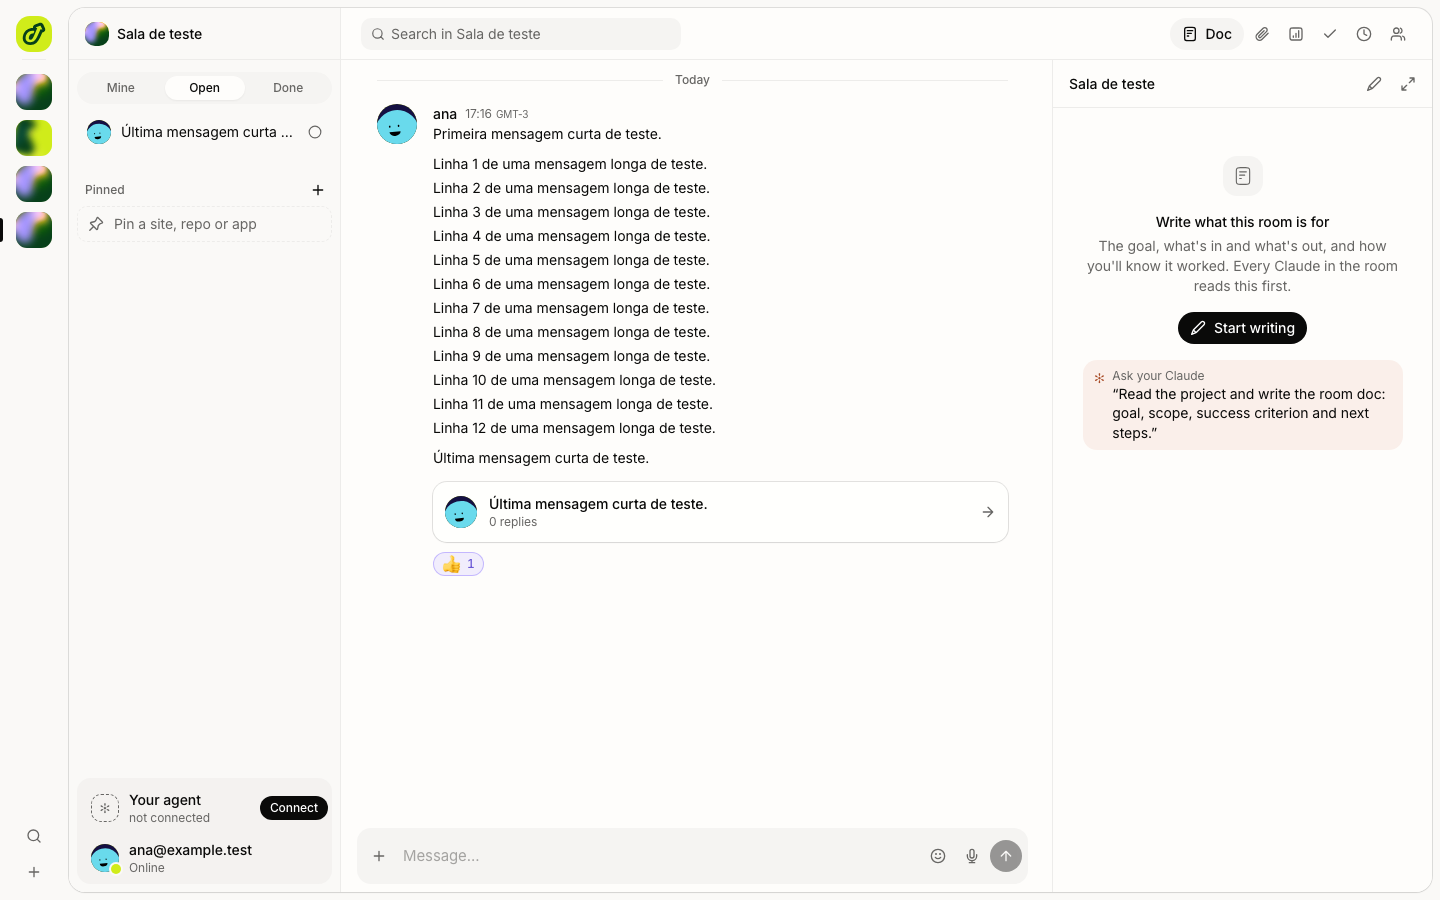 Sala de teste
Search in Sala de teste
Doc
Mine
Open
Done
Última mensagem curta ...
Pinned
Pin a site, repo or app
Today
ana 17:16 GMT-3
Primeira mensagem curta de teste.
Linha 1 de uma mensagem longa de teste.
Linha 2 de uma mensagem longa de teste.
Linha 3 de uma mensagem longa de teste.
Linha 4 de uma mensagem longa de teste.
Linha 5 de uma mensagem longa de teste.
Linha 6 de uma mensagem longa de teste.
Linha 7 de uma mensagem longa de teste.
Linha 8 de uma mensagem longa de teste.
Linha 9 de uma mensagem longa de teste.
Linha 10 de uma mensagem longa de teste.
Linha 11 de uma mensagem longa de teste.
Linha 12 de uma mensagem longa de teste.
Última mensagem curta de teste.
Última mensagem curta de teste.
0 replies
1
Sala de teste
Write what this room is for
The goal, what's in and what's out, and how
you'll know it worked. Every Claude in the room
reads this first.
Start writing
Ask your Claude
“Read the project and write the room doc:
goal, scope, success criterion and next
steps.”
Your agent
not connected
Connect
ana@example.test
Online
Message...